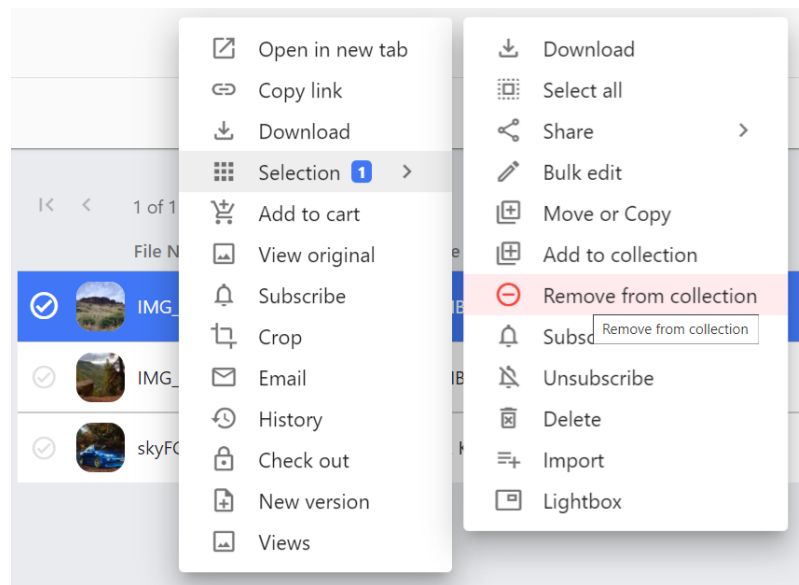 Open in new tab
Copy link
Download
Selection 1
Add to cart
View original
Subscribe
Crop
Email
History
Check out
New version
Views
Download
Select all
Share
Bulk edit
Move or Copy
Add to collection
Remove from collection
Remove from collection
Unsubscribe
Delete
Import
Lightbox
1 of 1
File N
IMG_
IMG_
skyF